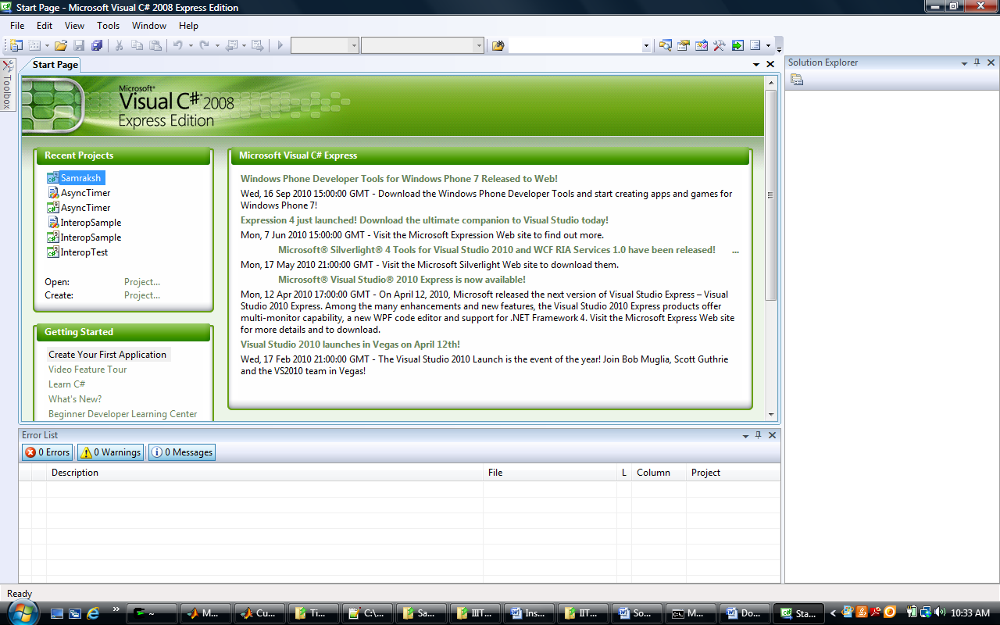 Start Page - Microsoft Visual C# 2008 Express Edition
File Edit View Tools Window Help
Toolbox
Start Page
Solution Explorer
Microsoft®
Visual C#® 2008
Express Edition
Recent Projects
Samraksh
AsyncTimer
AsyncTimer
InteropSample
InteropSample
InteropTest
Open: Project...
Create: Project...
Getting Started
Create Your First Application
Video Feature Tour
Learn C#
What's New?
Beginner Developer Learning Center
Microsoft Visual C# Express
Windows Phone Developer Tools for Windows Phone 7 Released to Web!
Wed, 16 Sep 2010 15:00:00 GMT - Download the Windows Phone Developer Tools and start creating apps and games for
Windows Phone 7!
Expression 4 just launched! Download the ultimate companion to Visual Studio today!
Mon, 7 Jun 2010 15:00:00 GMT - Visit the Microsoft Expression Web site to find out more.
Microsoft® Silverlight® 4 Tools for Visual Studio 2010 and WCF RIA Services 1.0 have been released! ...
Mon, 17 May 2010 21:00:00 GMT - Visit the Microsoft Silverlight Web site to download them.
Microsoft® Visual Studio® 2010 Express is now available!
Mon, 12 Apr 2010 17:00:00 GMT - On April 12, 2010, Microsoft released the next version of Visual Studio Express – Visual
Studio 2010 Express. Among the many enhancements and new features, the Visual Studio 2010 Express products offer
multi-monitor capability, a new WPF code editor and support for .NET Framework 4. Visit the Microsoft Express Web site
for more details and to download.
Visual Studio 2010 launches in Vegas on April 12th!
Wed, 17 Feb 2010 21:00:00 GMT - The Visual Studio 2010 Launch is the event of the year! Join Bob Muglia, Scott Guthrie
and the VS2010 team in Vegas!
Error List
0 Errors 0 Warnings 0 Messages
Description File L Column Project
Ready
~ M... Cu... Ti... C:\... Sa... IIIT... Ins... IIT... So... M... Do... Sta... 10:33 AM